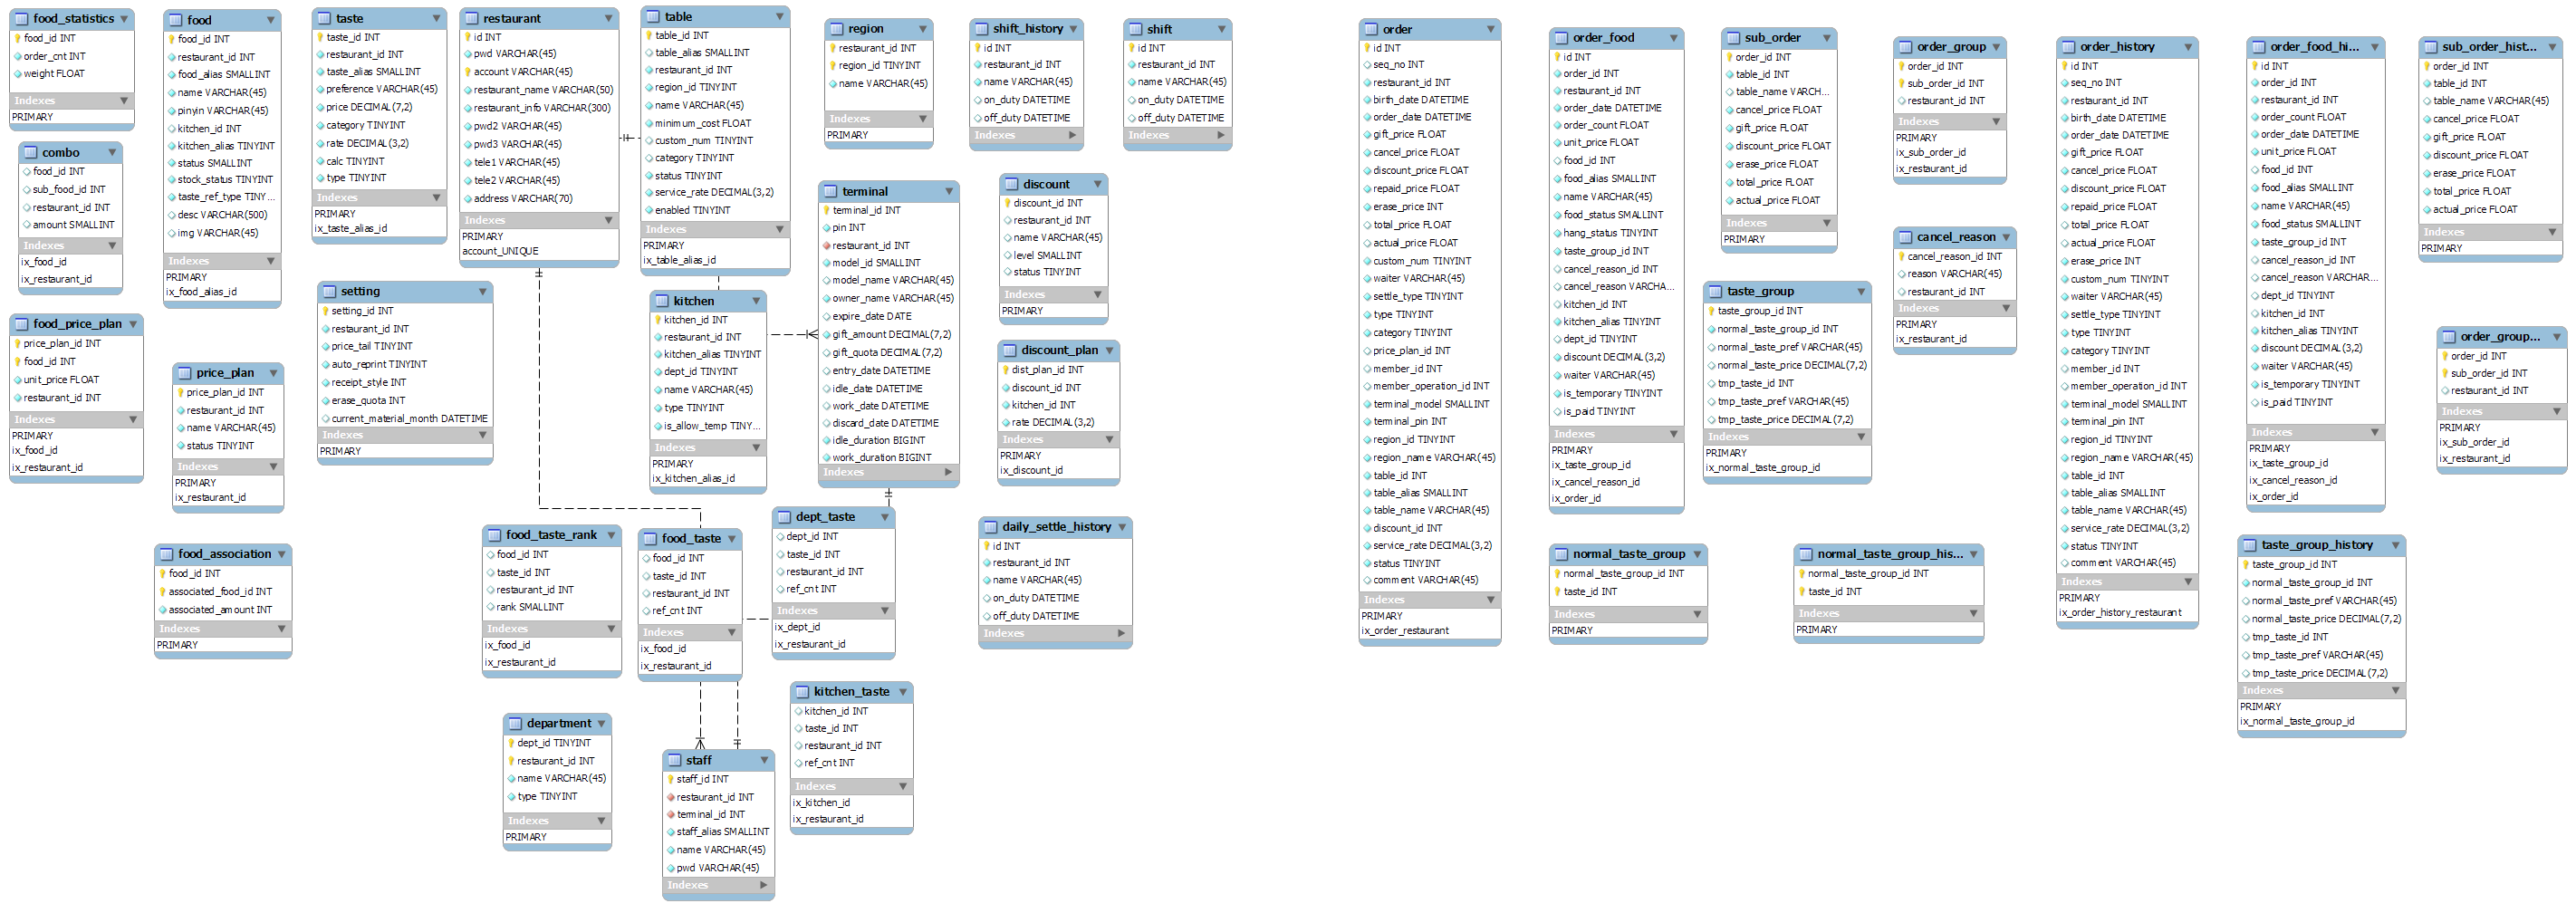 food_statistics
food_id INT
order_cnt INT
weight FLOAT
Indexes
PRIMARY
combo
food_id INT
sub_food_id INT
restaurant_id INT
amount SMALLINT
Indexes
ix_food_id
ix_restaurant_id
food_price_plan
price_plan_id INT
food_id INT
unit_price FLOAT
restaurant_id INT
Indexes
PRIMARY
ix_food_id
ix_restaurant_id
food
food_id INT
restaurant_id INT
food_alias SMALLINT
name VARCHAR(45)
pinyin VARCHAR(45)
kitchen_id INT
kitchen_alias TINYINT
status SMALLINT
stock_status TINYINT
taste_ref_type TINY...
desc VARCHAR(500)
img VARCHAR(45)
Indexes
PRIMARY
ix_food_alias_id
price_plan
price_plan_id INT
restaurant_id INT
name VARCHAR(45)
status TINYINT
Indexes
PRIMARY
ix_restaurant_id
food_association
food_id INT
associated_food_id INT
associated_amount INT
Indexes
PRIMARY
taste
taste_id INT
restaurant_id INT
taste_alias SMALLINT
preference VARCHAR(45)
price DECIMAL(7,2)
category TINYINT
rate DECIMAL(3,2)
calc TINYINT
type TINYINT
Indexes
PRIMARY
ix_taste_alias_id
setting
setting_id INT
restaurant_id INT
price_tail TINYINT
auto_reprint TINYINT
receipt_style INT
erase_quota INT
current_material_month DATETIME
Indexes
PRIMARY
restaurant
id INT
pwd VARCHAR(45)
account VARCHAR(45)
restaurant_name VARCHAR(50)
restaurant_info VARCHAR(300)
pwd2 VARCHAR(45)
pwd3 VARCHAR(45)
tele1 VARCHAR(45)
tele2 VARCHAR(45)
address VARCHAR(70)
Indexes
PRIMARY
account_UNIQUE
food_taste_rank
food_id INT
taste_id INT
restaurant_id INT
rank SMALLINT
Indexes
ix_food_id
ix_restaurant_id
department
dept_id TINYINT
restaurant_id INT
name VARCHAR(45)
type TINYINT
Indexes
PRIMARY
table
table_id INT
table_alias SMALLINT
restaurant_id INT
region_id TINYINT
name VARCHAR(45)
minimum_cost FLOAT
custom_num TINYINT
category TINYINT
status TINYINT
service_rate DECIMAL(3,2)
enabled TINYINT
Indexes
PRIMARY
ix_table_alias_id
kitchen
kitchen_id INT
restaurant_id INT
kitchen_alias TINYINT
dept_id TINYINT
name VARCHAR(45)
type TINYINT
is_allow_temp TINY...
Indexes
PRIMARY
ix_kitchen_alias_id
food_taste
food_id INT
taste_id INT
restaurant_id INT
ref_cnt INT
Indexes
ix_food_id
ix_restaurant_id
staff
staff_id INT
restaurant_id INT
terminal_id INT
staff_alias SMALLINT
name VARCHAR(45)
pwd VARCHAR(45)
Indexes
region
restaurant_id INT
region_id TINYINT
name VARCHAR(45)
Indexes
PRIMARY
terminal
terminal_id INT
pin INT
restaurant_id INT
model_id SMALLINT
model_name VARCHAR(45)
owner_name VARCHAR(45)
expire_date DATE
gift_amount DECIMAL(7,2)
gift_quota DECIMAL(7,2)
entry_date DATETIME
idle_date DATETIME
work_date DATETIME
discard_date DATETIME
idle_duration BIGINT
work_duration BIGINT
Indexes
dept_taste
dept_id INT
taste_id INT
restaurant_id INT
ref_cnt INT
Indexes
ix_dept_id
ix_restaurant_id
kitchen_taste
kitchen_id INT
taste_id INT
restaurant_id INT
ref_cnt INT
Indexes
ix_kitchen_id
ix_restaurant_id
shift_history
id INT
restaurant_id INT
name VARCHAR(45)
on_duty DATETIME
off_duty DATETIME
Indexes
shift
id INT
restaurant_id INT
name VARCHAR(45)
on_duty DATETIME
off_duty DATETIME
Indexes
discount
discount_id INT
restaurant_id INT
name VARCHAR(45)
level SMALLINT
status TINYINT
Indexes
PRIMARY
discount_plan
dist_plan_id INT
discount_id INT
kitchen_id INT
rate DECIMAL(3,2)
Indexes
PRIMARY
ix_discount_id
daily_settle_history
id INT
restaurant_id INT
name VARCHAR(45)
on_duty DATETIME
off_duty DATETIME
Indexes
order
id INT
seq_no INT
restaurant_id INT
birth_date DATETIME
order_date DATETIME
gift_price FLOAT
cancel_price FLOAT
discount_price FLOAT
repaid_price FLOAT
erase_price INT
total_price FLOAT
actual_price FLOAT
custom_num TINYINT
waiter VARCHAR(45)
settle_type TINYINT
type TINYINT
category TINYINT
price_plan_id INT
member_id INT
member_operation_id INT
terminal_model SMALLINT
terminal_pin INT
region_id TINYINT
region_name VARCHAR(45)
table_id INT
table_alias SMALLINT
table_name VARCHAR(45)
discount_id INT
service_rate DECIMAL(3,2)
status TINYINT
comment VARCHAR(45)
Indexes
PRIMARY
ix_order_restaurant
order_food
id INT
order_id INT
restaurant_id INT
order_date DATETIME
order_count FLOAT
unit_price FLOAT
food_id INT
food_alias SMALLINT
name VARCHAR(45)
food_status SMALLINT
hang_status TINYINT
taste_group_id INT
cancel_reason_id INT
cancel_reason VARCHA...
kitchen_id INT
kitchen_alias TINYINT
dept_id TINYINT
discount DECIMAL(3,2)
waiter VARCHAR(45)
is_temporary TINYINT
is_paid TINYINT
Indexes
PRIMARY
ix_taste_group_id
ix_cancel_reason_id
ix_order_id
normal_taste_group
normal_taste_group_id INT
taste_id INT
Indexes
PRIMARY
sub_order
order_id INT
table_id INT
table_name VARCH...
cancel_price FLOAT
gift_price FLOAT
discount_price FLOAT
erase_price FLOAT
total_price FLOAT
actual_price FLOAT
Indexes
PRIMARY
taste_group
taste_group_id INT
normal_taste_group_id INT
normal_taste_pref VARCHAR(45)
normal_taste_price DECIMAL(7,2)
tmp_taste_id INT
tmp_taste_pref VARCHAR(45)
tmp_taste_price DECIMAL(7,2)
Indexes
PRIMARY
ix_normal_taste_group_id
normal_taste_group_his...
normal_taste_group_id INT
taste_id INT
Indexes
PRIMARY
order_group
order_id INT
sub_order_id INT
restaurant_id INT
Indexes
PRIMARY
ix_sub_order_id
ix_restaurant_id
cancel_reason
cancel_reason_id INT
reason VARCHAR(45)
restaurant_id INT
Indexes
PRIMARY
ix_restaurant_id
order_history
id INT
seq_no INT
restaurant_id INT
birth_date DATETIME
order_date DATETIME
gift_price FLOAT
cancel_price FLOAT
discount_price FLOAT
repaid_price FLOAT
total_price FLOAT
actual_price FLOAT
erase_price INT
custom_num TINYINT
waiter VARCHAR(45)
settle_type TINYINT
type TINYINT
category TINYINT
member_id INT
member_operation_id INT
terminal_model SMALLINT
terminal_pin INT
region_id TINYINT
region_name VARCHAR(45)
table_id INT
table_alias SMALLINT
table_name VARCHAR(45)
service_rate DECIMAL(3,2)
status TINYINT
comment VARCHAR(45)
Indexes
PRIMARY
ix_order_history_restaurant
order_food_hi...
id INT
order_id INT
restaurant_id INT
order_count FLOAT
order_date DATETIME
unit_price FLOAT
food_id INT
food_alias SMALLINT
name VARCHAR(45)
food_status SMALLINT
taste_group_id INT
cancel_reason_id INT
cancel_reason VARCHAR...
dept_id TINYINT
kitchen_id INT
kitchen_alias TINYINT
discount DECIMAL(3,2)
waiter VARCHAR(45)
is_temporary TINYINT
is_paid TINYINT
Indexes
PRIMARY
ix_taste_group_id
ix_cancel_reason_id
ix_order_id
taste_group_history
taste_group_id INT
normal_taste_group_id INT
normal_taste_pref VARCHAR(45)
normal_taste_price DECIMAL(7,2)
tmp_taste_id INT
tmp_taste_pref VARCHAR(45)
tmp_taste_price DECIMAL(7,2)
Indexes
PRIMARY
ix_normal_taste_group_id
sub_order_hist...
order_id INT
table_id INT
table_name VARCHAR(45)
cancel_price FLOAT
gift_price FLOAT
discount_price FLOAT
erase_price FLOAT
total_price FLOAT
actual_price FLOAT
Indexes
PRIMARY
order_group...
order_id INT
sub_order_id INT
restaurant_id INT
Indexes
PRIMARY
ix_sub_order_id
ix_restaurant_id